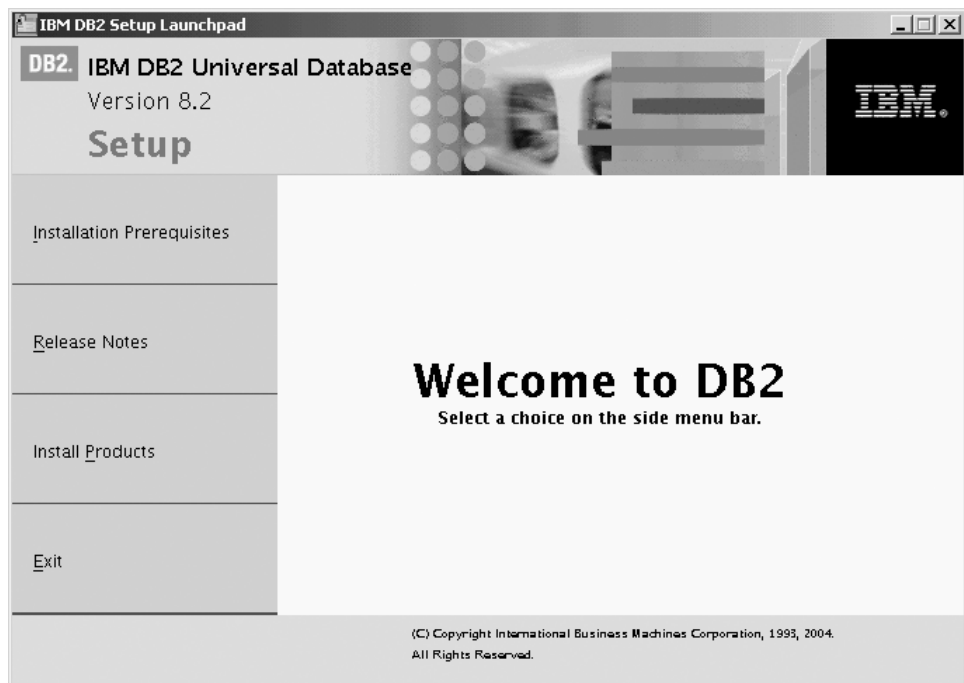 IBM DB2 Setup Launchpad
DB2. IBM DB2 Universal Database
Version 8.2
Setup
IBM®
Installation Prerequisites
Release Notes
Install Products
Exit
Welcome to DB2
Select a choice on the side menu bar.
(C) Copyright International Business Machines Corporation, 1993, 2004.
All Rights Reserved.